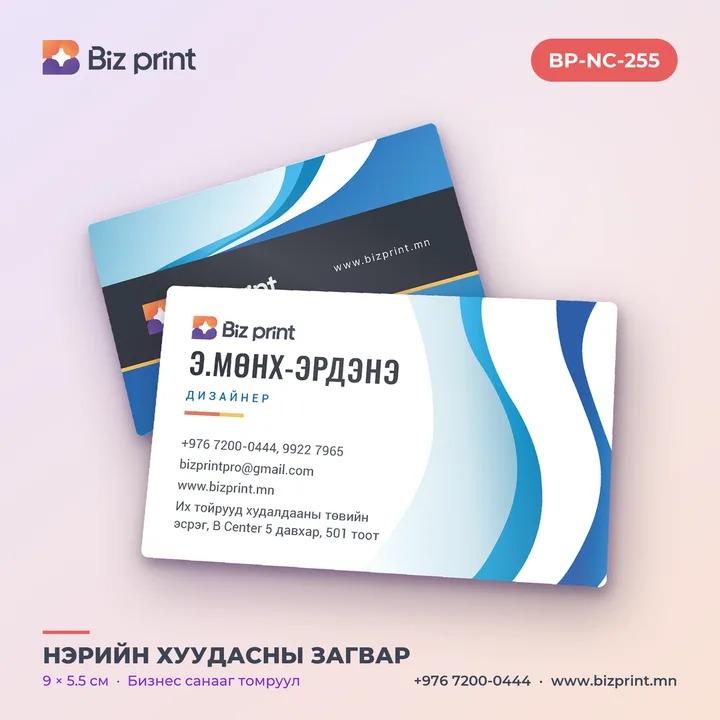 Biz print
BP-NC-255
www.bizprint.mn
Biz print
Э.МӨНХ-ЭРДЭНЭ
ДИЗАЙНЕР
+976 7200-0444, 9922 7965
bizprintpro@gmail.com
www.bizprint.mn
Их тойрууд худалдааны төвийн
эсрэг, B Center 5 давхар, 501 тоот
НЭРИЙН ХУУДАСНЫ ЗАГВАР
9 × 5.5 см · Бизнес санааг томруул
+976 7200-0444 · www.bizprint.mn